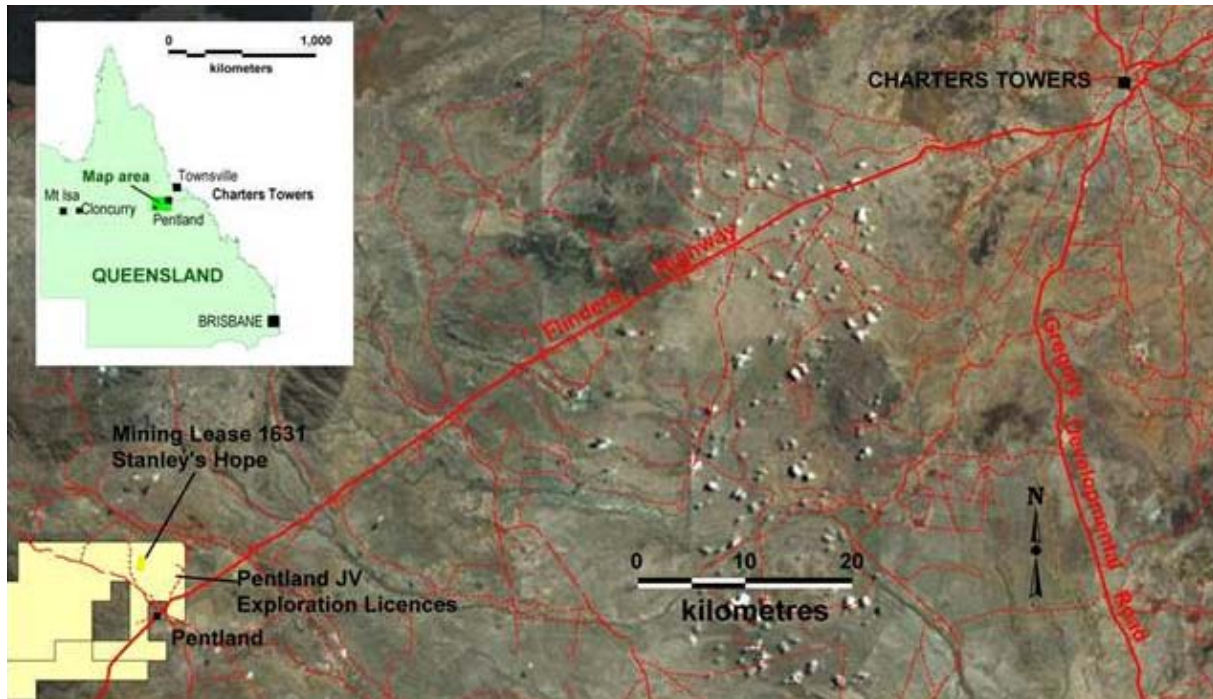 0 1,000
kilometers
Map area
Townsville
Mt Isa
Charters Towers
Cloncurry
Pentland
QUEENSLAND
BRISBANE
CHARTERS TOWERS
Flinders Highway
Gregory Developmental Road
Mining Lease 1631
Stanley's Hope
N
0 10 20
kilometres
Pentland JV
Exploration Licences
Pentland